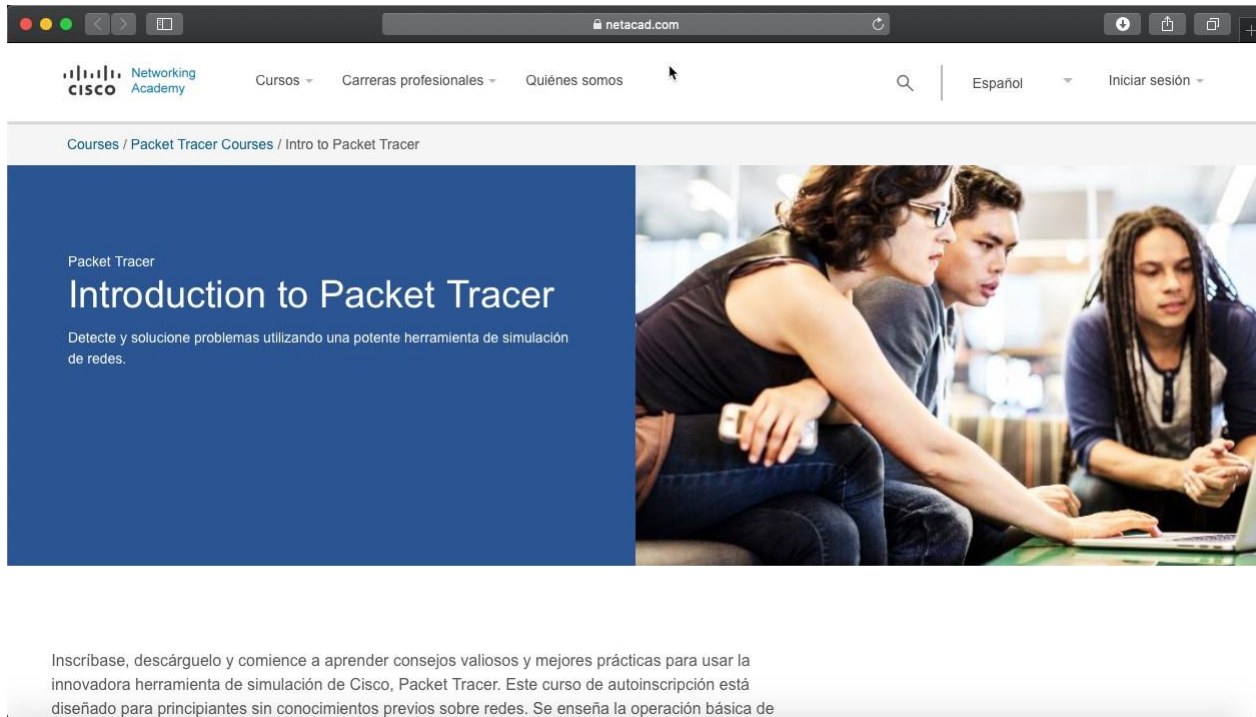 netacad.com
CISCO
Networking
Academy
Cursos
Carreras profesionales
Quiénes somos
Español
Iniciar sesión
Courses / Packet Tracer Courses / Intro to Packet Tracer
Packet Tracer
Introduction to Packet Tracer
Detecte y solucione problemas utilizando una potente herramienta de simulación
de redes.
Inscríbase, descárguelo y comience a aprender consejos valiosos y mejores prácticas para usar la
innovadora herramienta de simulación de Cisco, Packet Tracer. Este curso de autoinscripción está
diseñado para principiantes sin conocimientos previos sobre redes. Se enseña la operación básica de